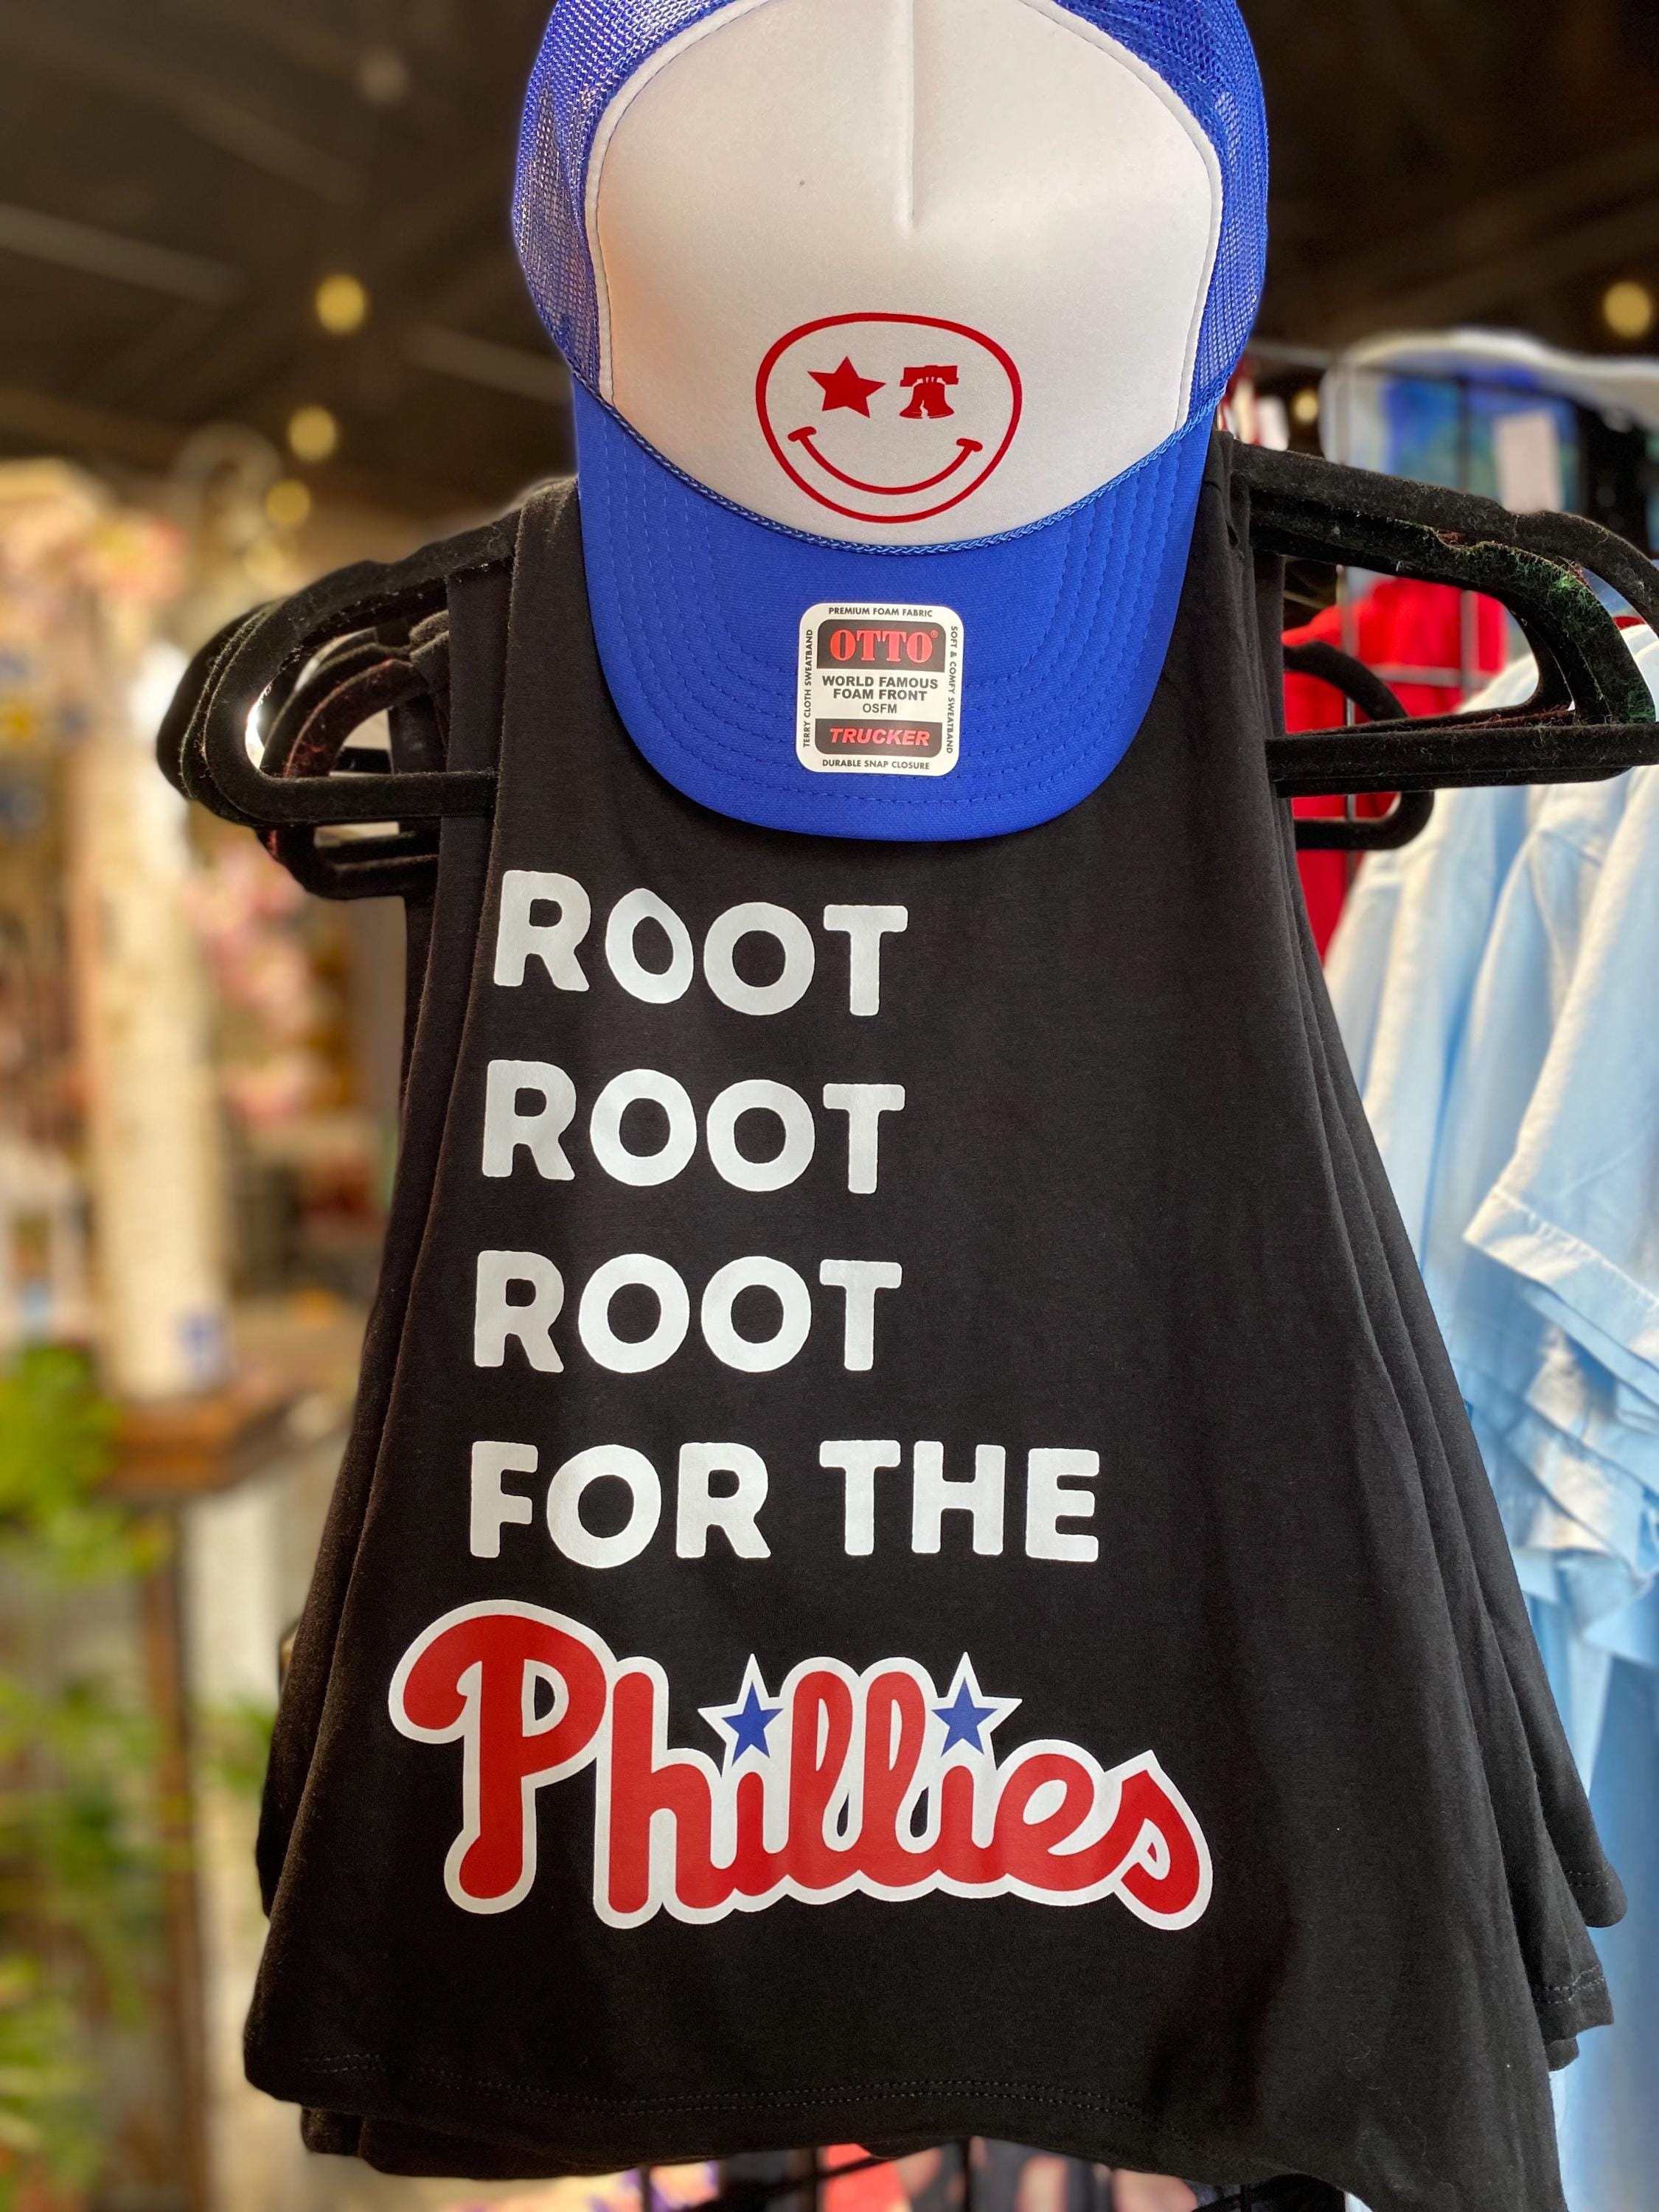 PREMIUM FOAM FABRIC
TERRY CLOTH SWEATBAND
OTTO®
WORLD FAMOUS
FOAM FRONT
OSFM
TRUCKER
SOFT & COMFY SWEATBAND
DURABLE SNAP CLOSURE
ROOT
ROOT
ROOT
FOR THE
Phillies